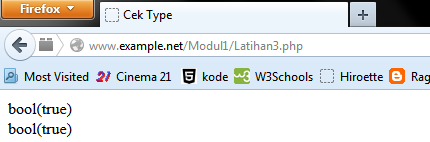 Firefox
Cek Type
www.example.net/Modul1/Latihan3.php
Most Visited Cinema 21 kode W3Schools Hiroette Rag
bool(true)
bool(true)